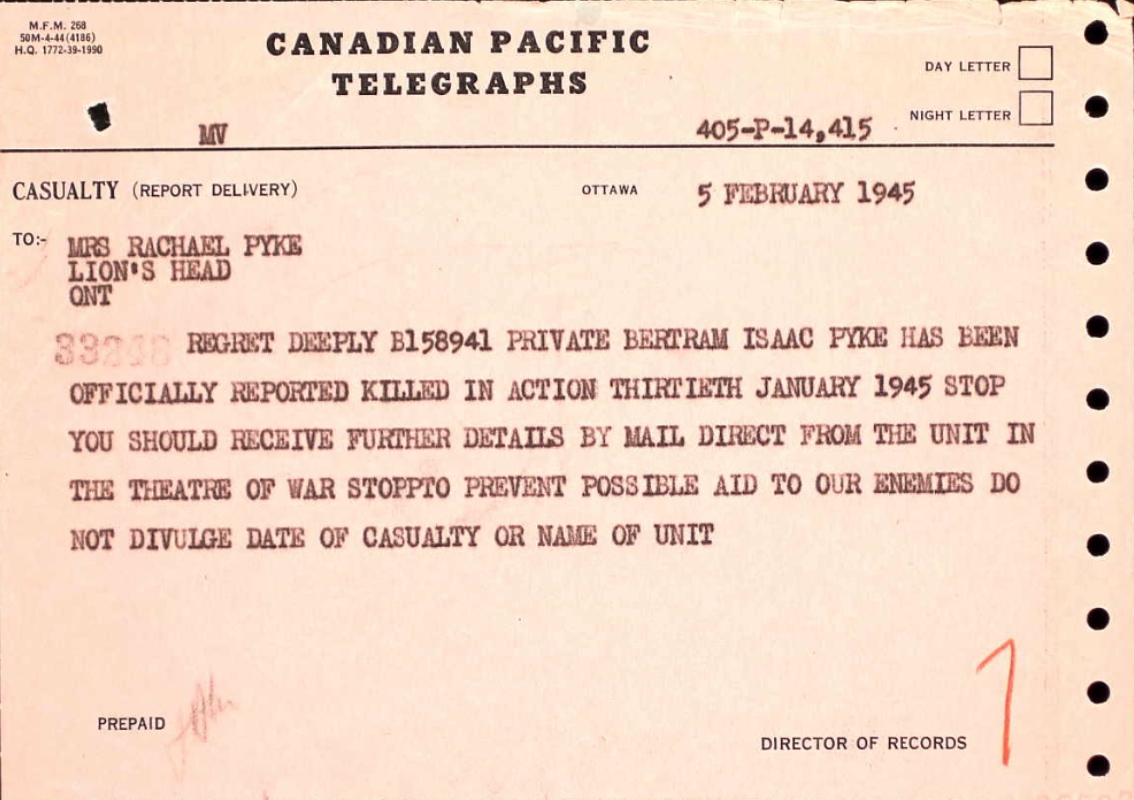 M.F.M. 268
50M-4-44(4186)
H.Q. 1772-39-1990
CANADIAN PACIFIC
TELEGRAPHS
DAY LETTER
NIGHT LETTER
MV
405-P-14,415
CASUALTY (REPORT DELIVERY)
OTTAWA
5 FEBRUARY 1945
TO:- MRS RACHAEL PYKE
LION'S HEAD
ONT
REGRET DEEPLY B158941 PRIVATE BERTRAM ISAAC PYKE HAS BEEN
OFFICIALLY REPORTED KILLED IN ACTION THIRTIETH JANUARY 1945 STOP
YOU SHOULD RECEIVE FURTHER DETAILS BY MAIL DIRECT FROM THE UNIT IN
THE THEATRE OF WAR STOPPTO PREVENT POSSIBLE AID TO OUR ENEMIES DO
NOT DIVULGE DATE OF CASUALTY OR NAME OF UNIT
PREPAID
DIRECTOR OF RECORDS